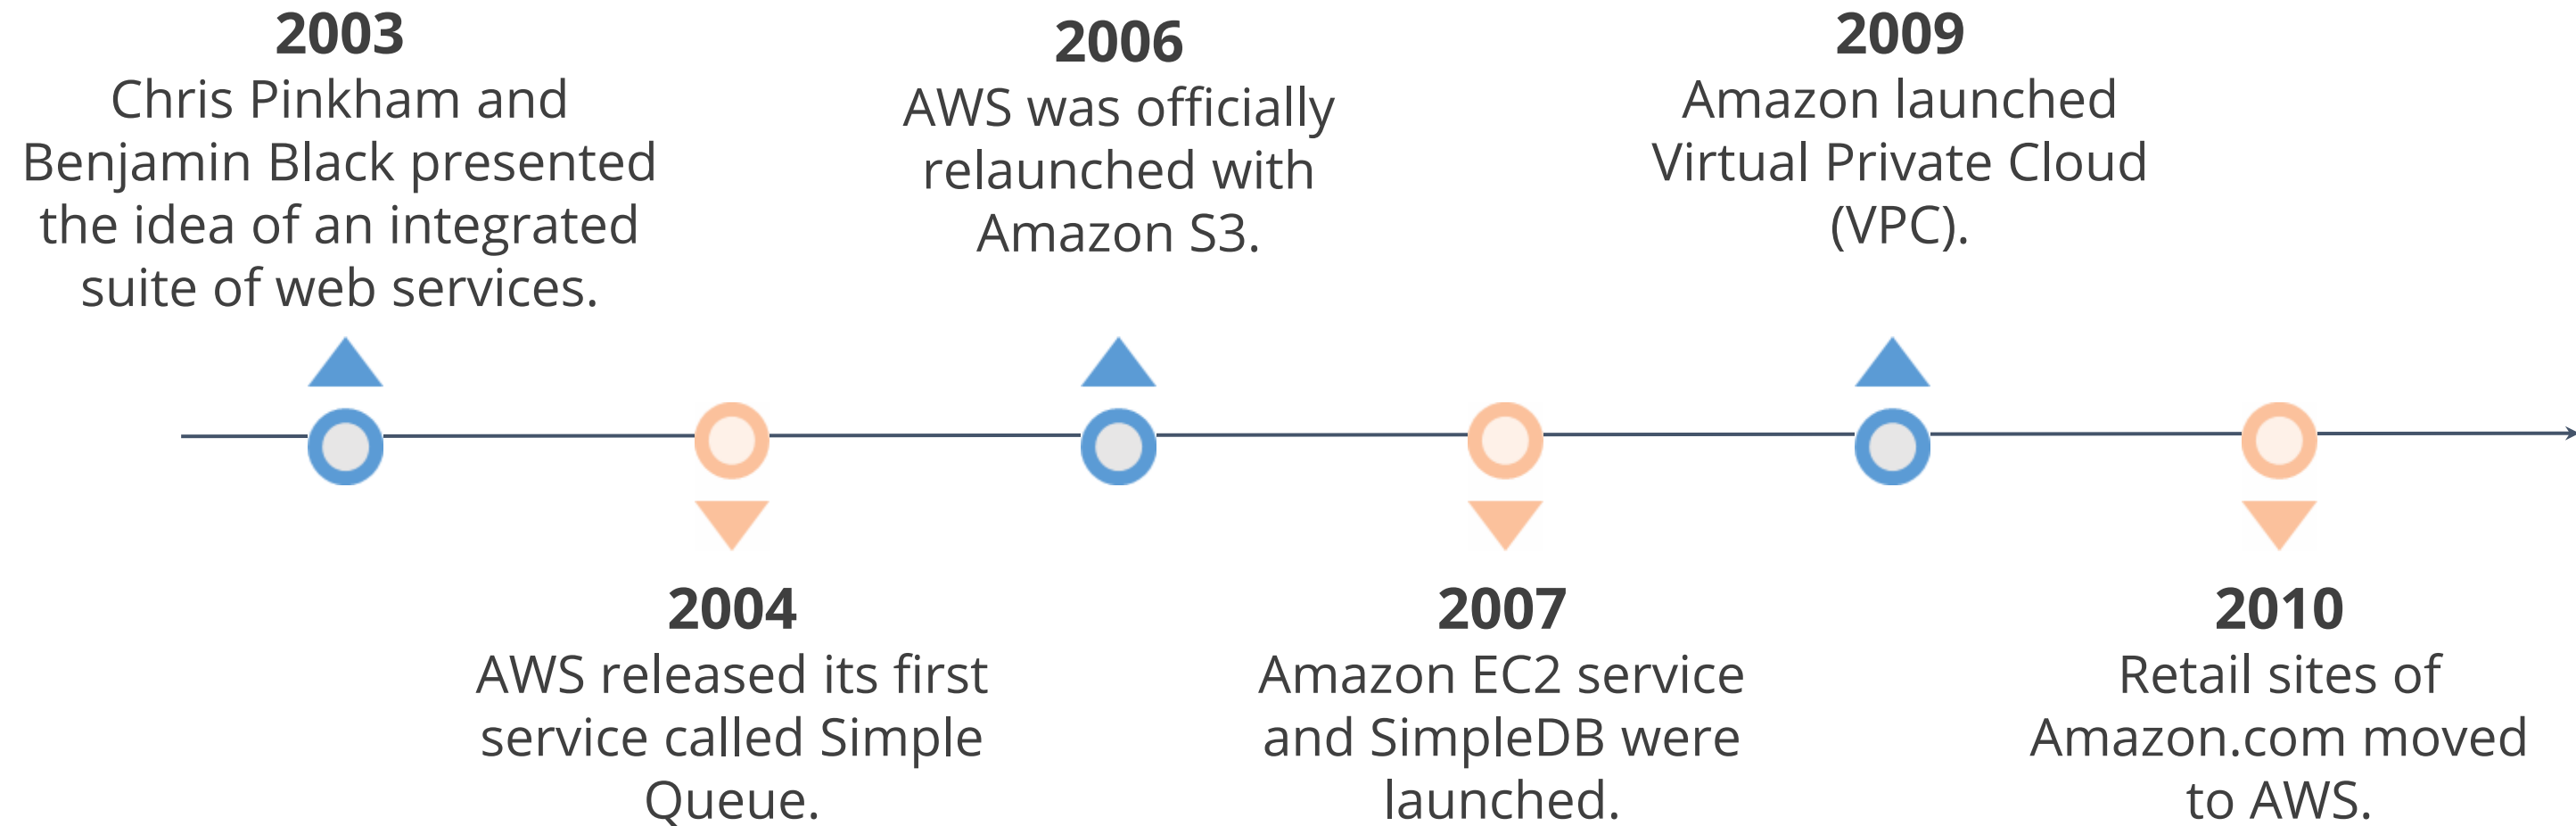 2003
Chris Pinkham and
Benjamin Black presented
the idea of an integrated
suite of web services.
2004
AWS released its first
service called Simple
Queue.
2006
AWS was officially
relaunched with
Amazon S3.
2007
Amazon EC2 service
and SimpleDB were
launched.
2009
Amazon launched
Virtual Private Cloud
(VPC).
2010
Retail sites of
Amazon.com moved
to AWS.